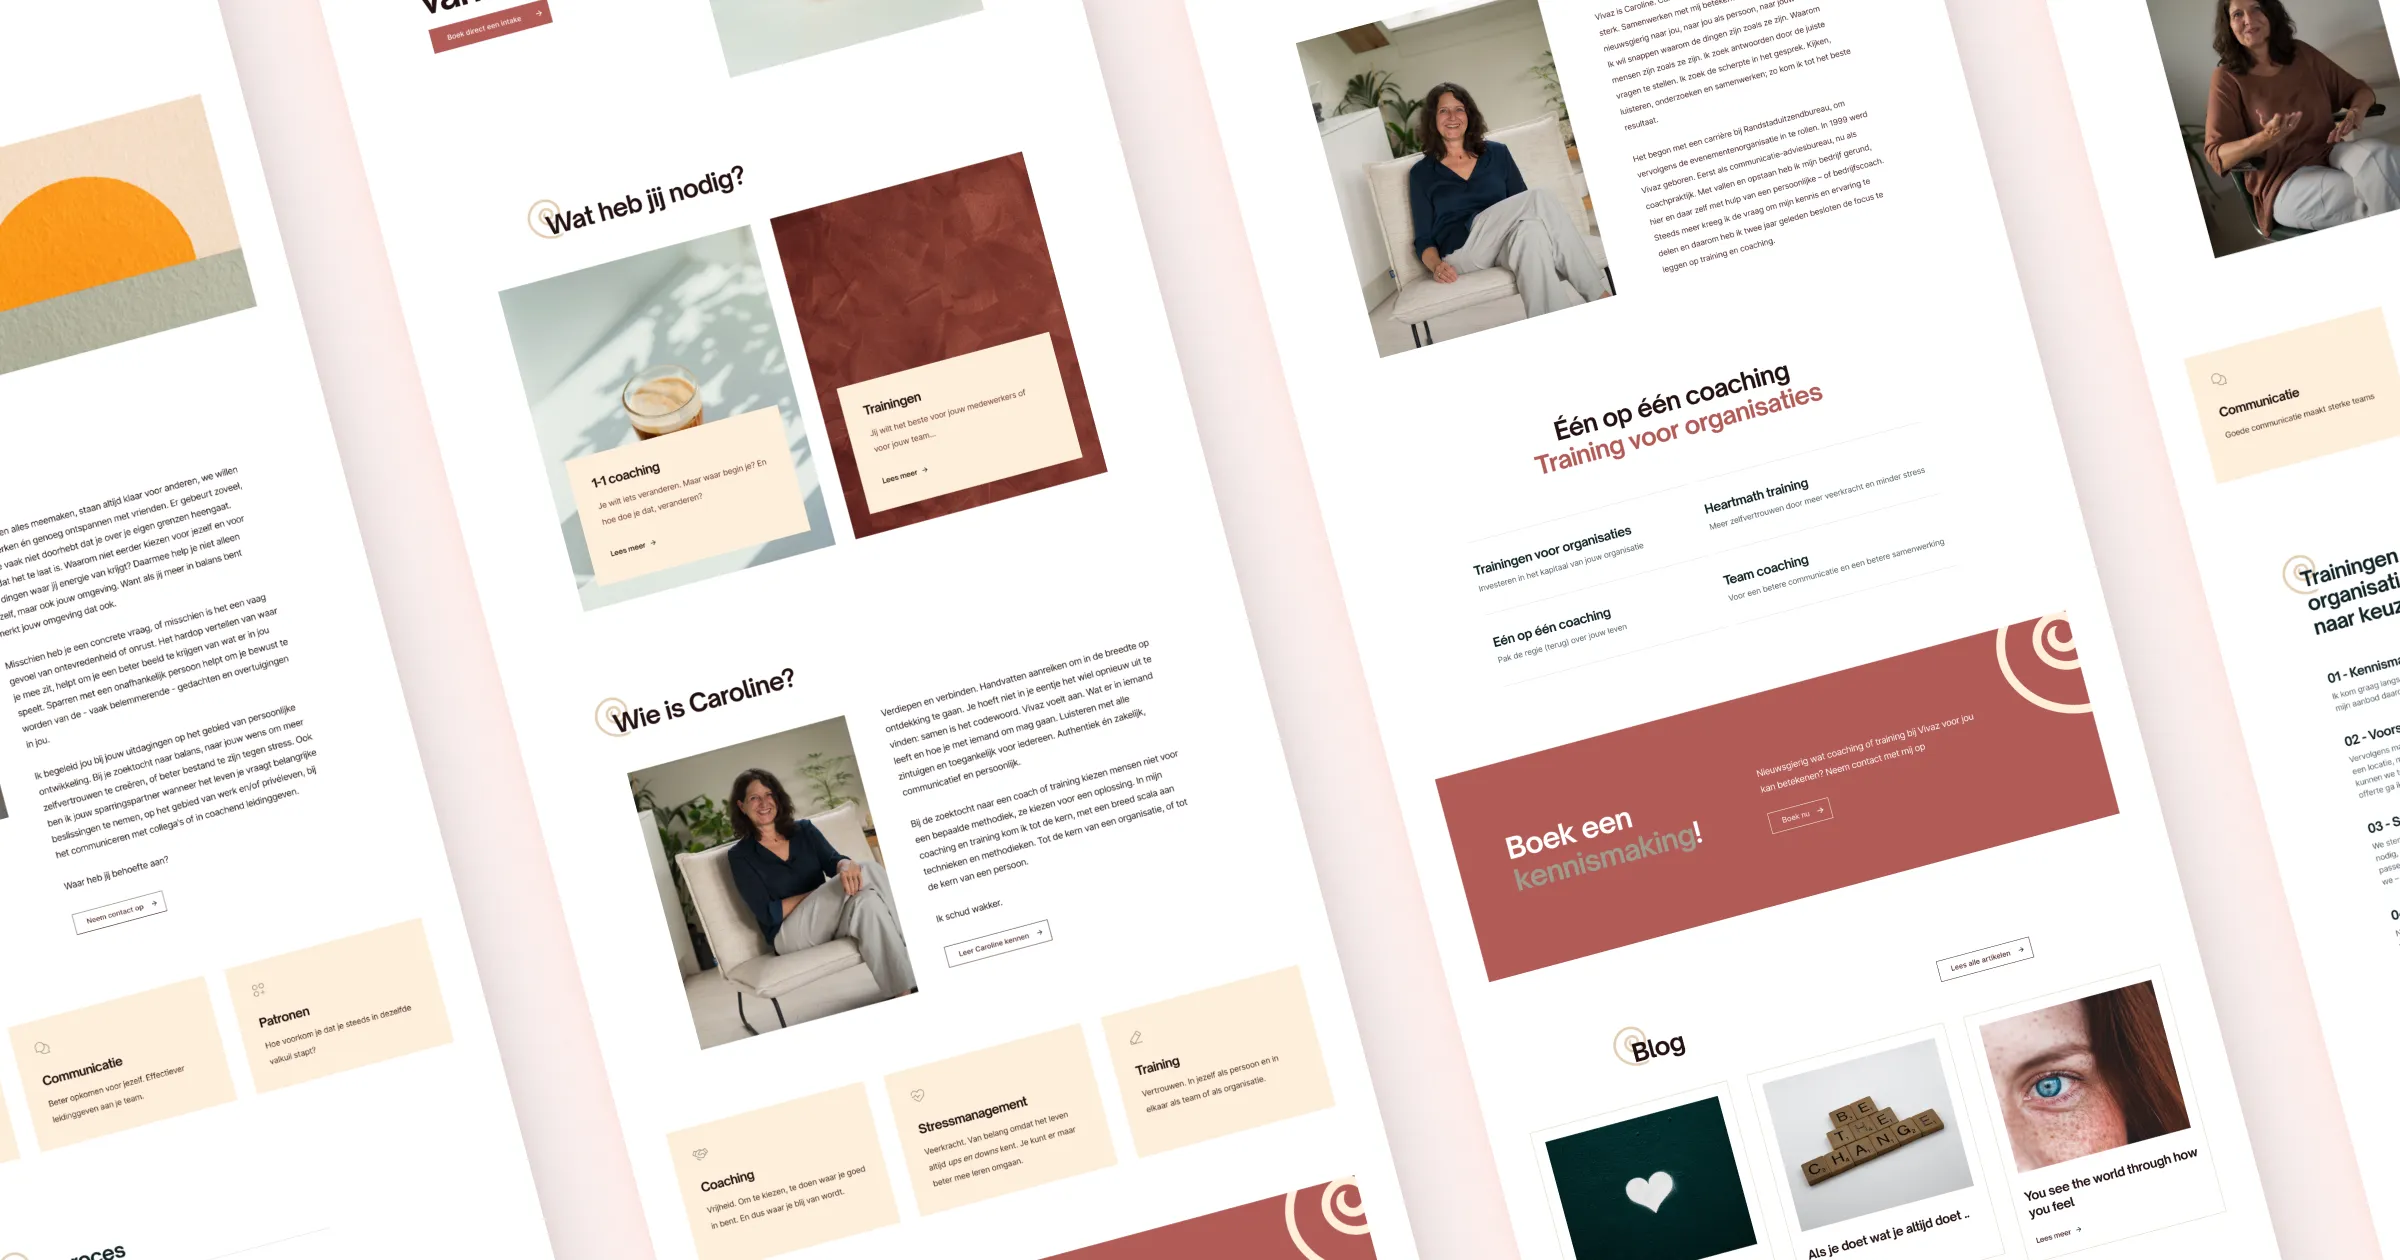 en alles meemaken, staan altijd klaar voor anderen, we willen
rken én genoeg ontspannen met vrienden. Er gebeurt zoveel,
e vaak niet doorhebt dat je over je eigen grenzen heengaat.
dat het te laat is. Waarom niet eerder kiezen voor jezelf en voor
dingen waar jij energie van krijgt? Daarmee help je niet alleen
zelf, maar ook jouw omgeving. Want als jij meer in balans bent
merkt jouw omgeving dat ook.
Misschien heb je een concrete vraag, of misschien is het een vaag
gevoel van ontevredenheid of onrust. Het hardop vertellen van waar
je mee zit, helpt om je een beter beeld te krijgen van wat er in jou
speelt. Sparren met een onafhankelijk persoon helpt om je bewust te
worden van de - vaak belemmerende - gedachten en overtuigingen
in jou.
Ik begeleid jou bij jouw uitdagingen op het gebied van persoonlijke
ontwikkeling. Bij je zoektocht naar balans, naar jouw wens om meer
zelfvertrouwen te creëren, of beter bestand te zijn tegen stress. Ook
ben ik jouw sparringspartner wanneer het leven je vraagt belangrijke
beslissingen te nemen, op het gebied van werk en/of privéleven, bij
het communiceren met collega's of in coachend leidinggeven.
Waar heb jij behoefte aan?
Neem contact op
Communicatie
Beter opkomen voor jezelf. Effectiever
leidinggeven aan je team.
Patronen
Hoe voorkom je dat je steeds in dezelfde
valkuil stapt?
oces
Boek direct een intake
Wat heb jij nodig?
1-1 coaching
Je wilt iets veranderen. Maar waar begin je? En
hoe doe je dat, veranderen?
Lees meer
Trainingen
Jij wilt het beste voor jouw medewerkers of
voor jouw team...
Lees meer
Wie is Caroline?
Verdiepen en verbinden. Handvatten aanreiken om in de breedte op
ontdekking te gaan. Je hoeft niet in je eentje het wiel opnieuw uit te
vinden: samen is het codewoord. Vivaz voelt aan. Wat er in iemand
leeft en hoe je met iemand om mag gaan. Luisteren met alle
zintuigen en toegankelijk voor iedereen. Authentiek én zakelijk,
communicatief en persoonlijk.
Bij de zoektocht naar een coach of training kiezen mensen niet voor
een bepaalde methodiek, ze kiezen voor een oplossing. In mijn
coaching en training kom ik tot de kern, met een breed scala aan
technieken en methodieken. Tot de kern van een organisatie, of tot
de kern van een persoon.
Ik schud wakker.
Leer Caroline kennen
Coaching
Vrijheid. Om te kiezen, te doen waar je goed
in bent. En dus waar je blij van wordt.
Stressmanagement
Veerkracht. Van belang omdat het leven
altijd ups en downs kent. Je kunt er maar
beter mee leren omgaan.
Training
Vertrouwen. In jezelf als persoon en in
elkaar als team of als organisatie.
sterk. Samenwerken met mij beteken
nieuwsgierig naar jou, naar jou als persoon, naar jouw
Ik wil snappen waarom de dingen zijn zoals ze zijn. Waarom
mensen zijn zoals ze zijn. Ik zoek antwoorden door de juiste
vragen te stellen. Ik zoek de scherpte in het gesprek. Kijken,
luisteren, onderzoeken en samenwerken; zo kom ik tot het beste
resultaat.
Het begon met een carrière bij Randstaduitzendbureau, om
vervolgens de evenementenorganisatie in te rollen. In 1999 werd
Vivaz geboren. Eerst als communicatie-adviesbureau, nu als
coachpraktijk. Met vallen en opstaan heb ik mijn bedrijf gerund,
hier en daar zelf met hulp van een persoonlijke – of bedrijfscoach.
Steeds meer kreeg ik de vraag om mijn kennis en ervaring te
delen en daarom heb ik twee jaar geleden besloten de focus te
leggen op training en coaching.
Één op één coaching
Training voor organisaties
Trainingen voor organisaties
Investeren in het kapitaal van jouw organisatie
Heartmath training
Meer zelfvertrouwen door meer veerkracht en minder stress
Eén op één coaching
Pak de regie (terug) over jouw leven
Team coaching
Voor een betere communicatie en een betere samenwerking
Boek een
kennismaking!
Nieuwsgierig wat coaching of training bij Vivaz voor jou
kan betekenen? Neem contact met mij op
Boek nu
Lees alle artikelen
Blog
BE
THE
CHANGE
Als je doet wat je altijd doet ..
You see the world through how
you feel
Lees meer
Communicatie
Goede communicatie maakt sterke teams
Trainingen
organisati
naar keuz
01 - Kennisma
Ik kom graag langs
mijn aanbod daaro
02 - Voors
Vervolgens ma
een locatie, m
kunnen we t
offerte ga ik
03 - S
We ster
nodig,
passe
we –